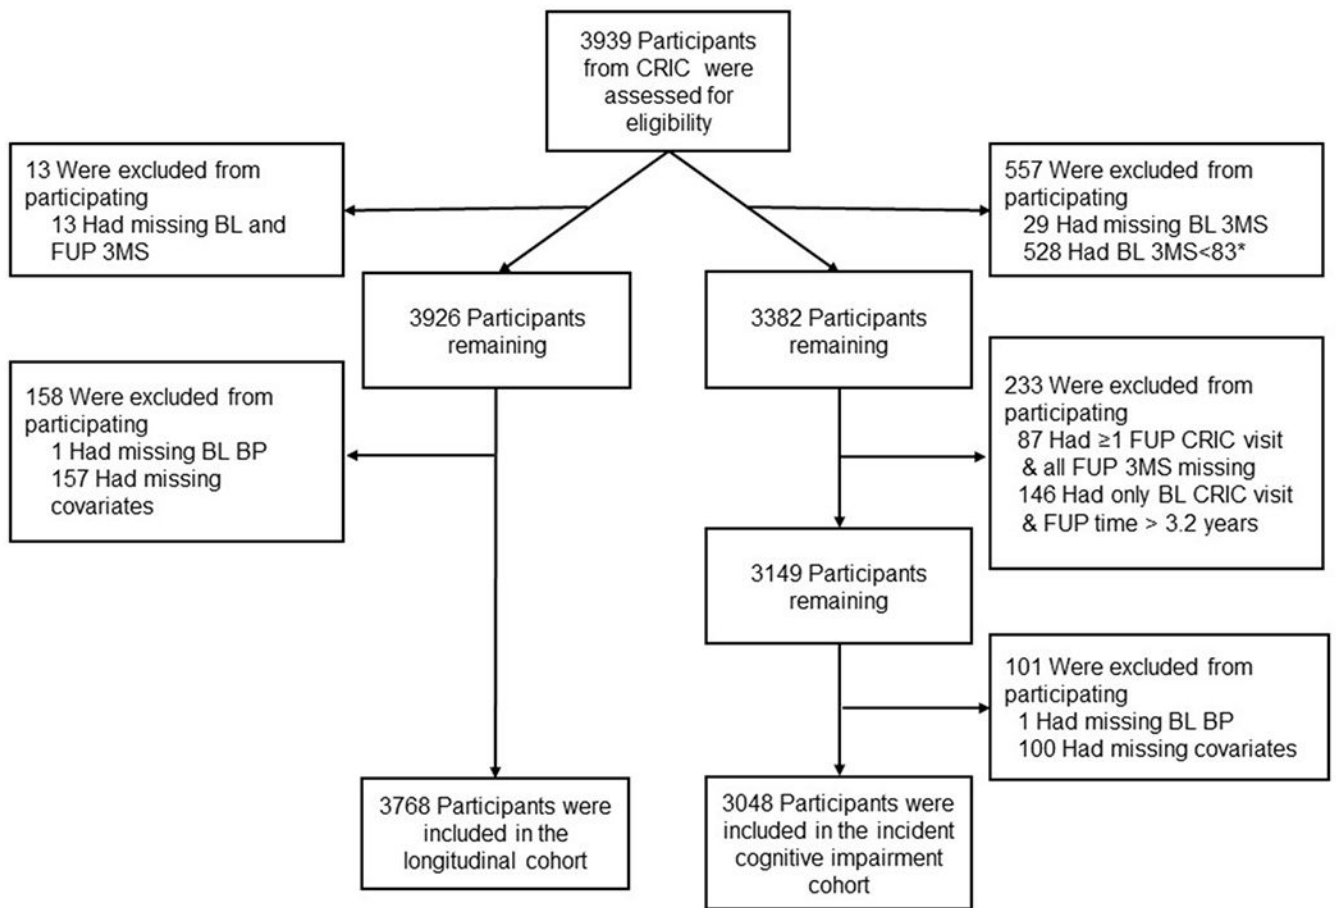 3939 Participants
from CRIC were
assessed for
eligibility
13 Were excluded from
participating
13 Had missing BL and
FUP 3MS
557 Were excluded from
participating
29 Had missing BL 3MS
528 Had BL 3MS<83*
3926 Participants
remaining
3382 Participants
remaining
158 Were excluded from
participating
1 Had missing BL BP
157 Had missing
covariates
233 Were excluded from
participating
87 Had ≥1 FUP CRIC visit
& all FUP 3MS missing
146 Had only BL CRIC visit
& FUP time > 3.2 years
3149 Participants
remaining
101 Were excluded from
participating
1 Had missing BL BP
100 Had missing covariates
3768 Participants were
included in the
longitudinal cohort
3048 Participants were
included in the incident
cognitive impairment
cohort